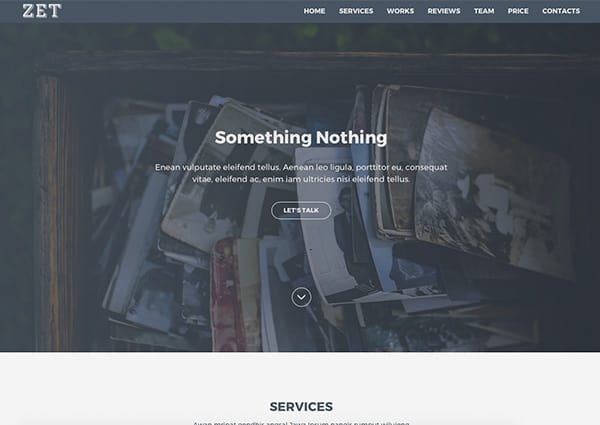 ZET
HOME SERVICES WORKS REVIEWS TEAM PRICE CONTACTS
Something Nothing
Enean vulputate eleifend tellus. Aenean leo ligula, porttitor eu, consequat
vitae, eleifend ac, enim.iam ultricies nisi eleifend tellus.
LET'S TALK
SERVICES